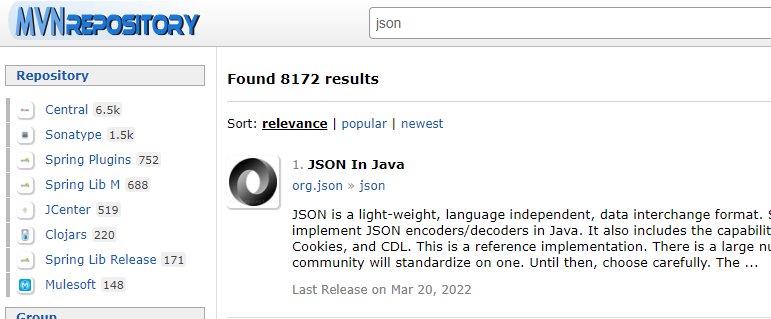 MVNREPOSITORY
json
Repository
Central 6.5k
Sonatype 1.5k
Spring Plugins 752
Spring Lib M 688
JCenter 519
Clojars 220
Spring Lib Release 171
Mulesoft 148
Group
Found 8172 results
Sort: relevance | popular | newest
1. JSON In Java
org.json » json
JSON is a light-weight, language independent, data interchange format. S
implement JSON encoders/decoders in Java. It also includes the capabilit
Cookies, and CDL. This is a reference implementation. There is a large nu
community will standardize on one. Until then, choose carefully. The ...
Last Release on Mar 20, 2022